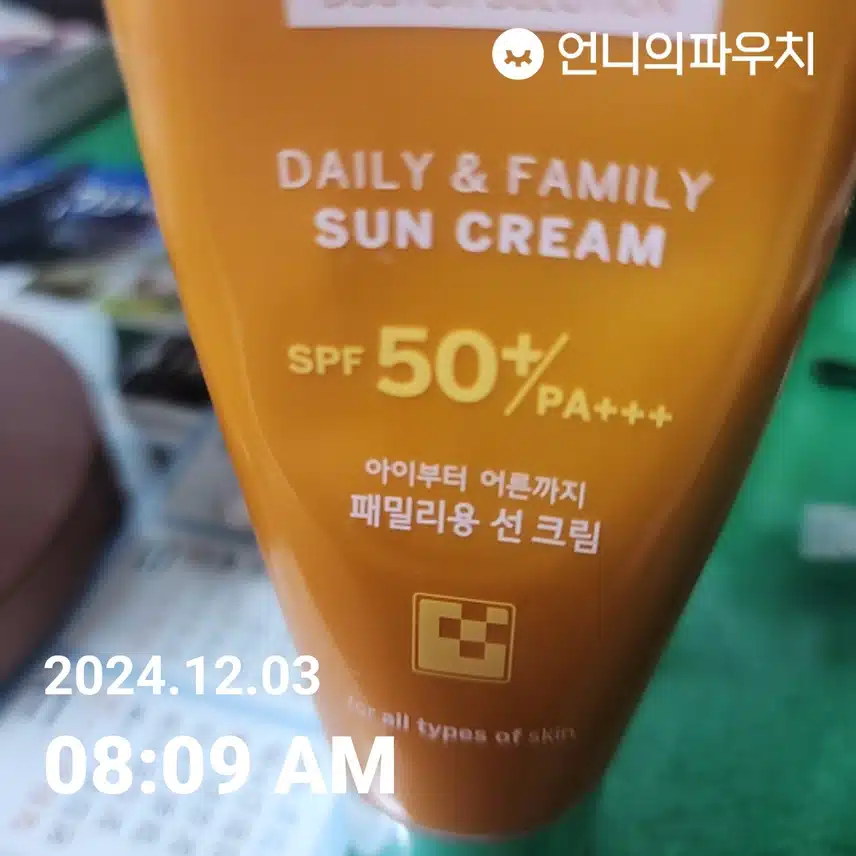 언니의파우치
DAILY & FAMILY
SUN CREAM
SPF 50+/PA+++
아이부터 어른까지
패밀리용 선 크림
for all types of skin
2024.12.03
08:09 AM